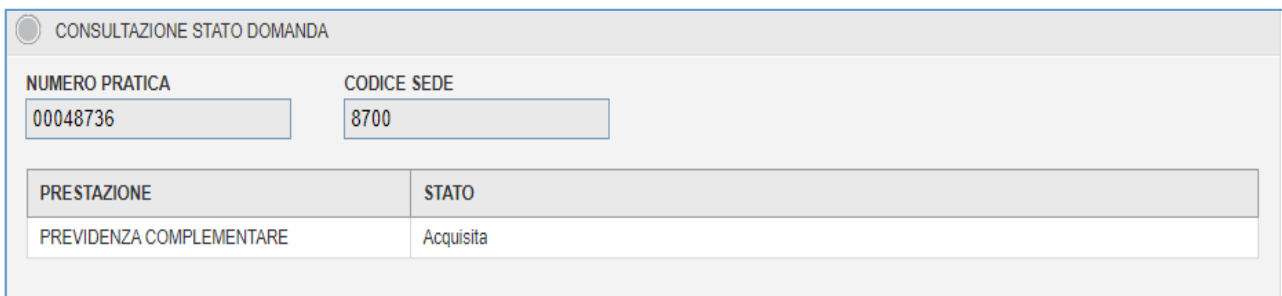 CONSULTAZIONE STATO DOMANDA
NUMERO PRATICA CODICE SEDE
00048736 8700
PRESTAZIONE STATO
PREVIDENZA COMPLEMENTARE Acquisita